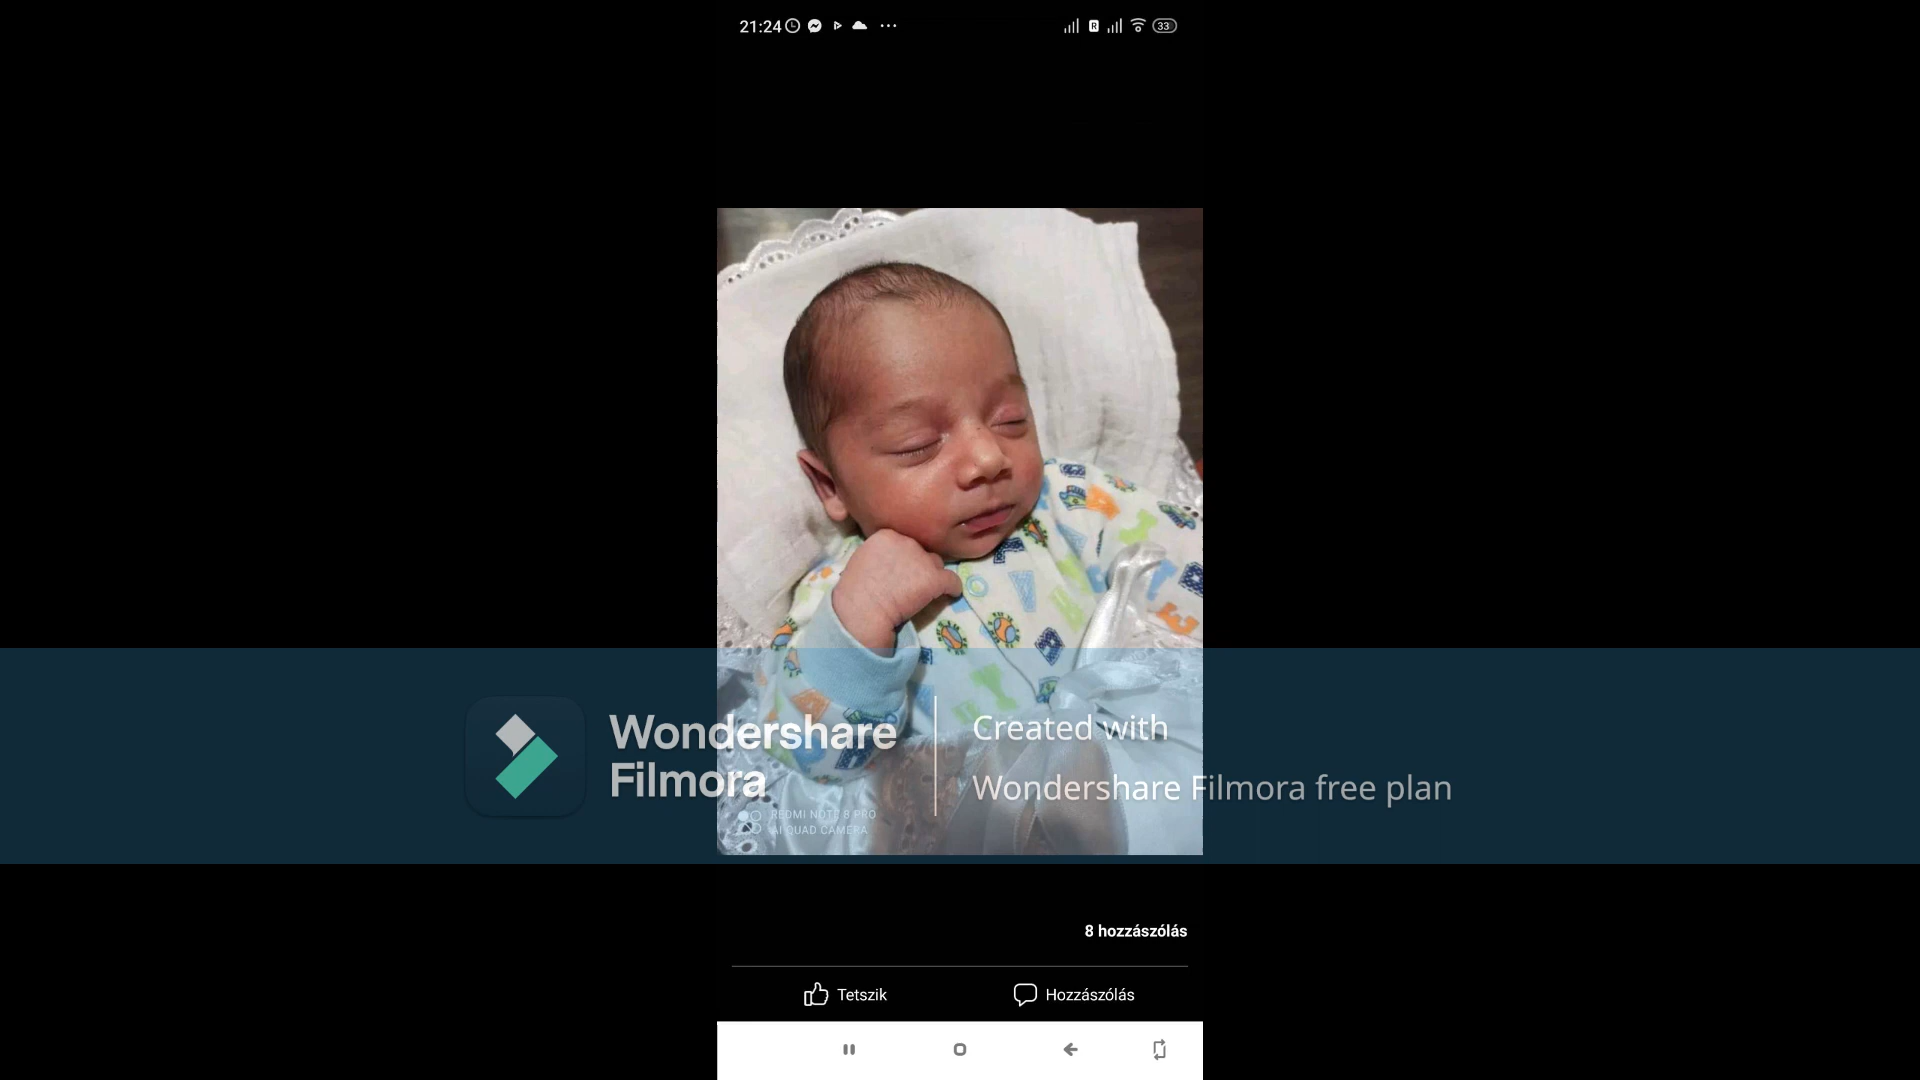 21:24
R
33
Wondershare
Filmora
Created with
Wondershare Filmora free plan
REDMI NOTE 8 PRO
AI QUAD CAMERA
8 hozzászólás
Tetszik
Hozzászólás